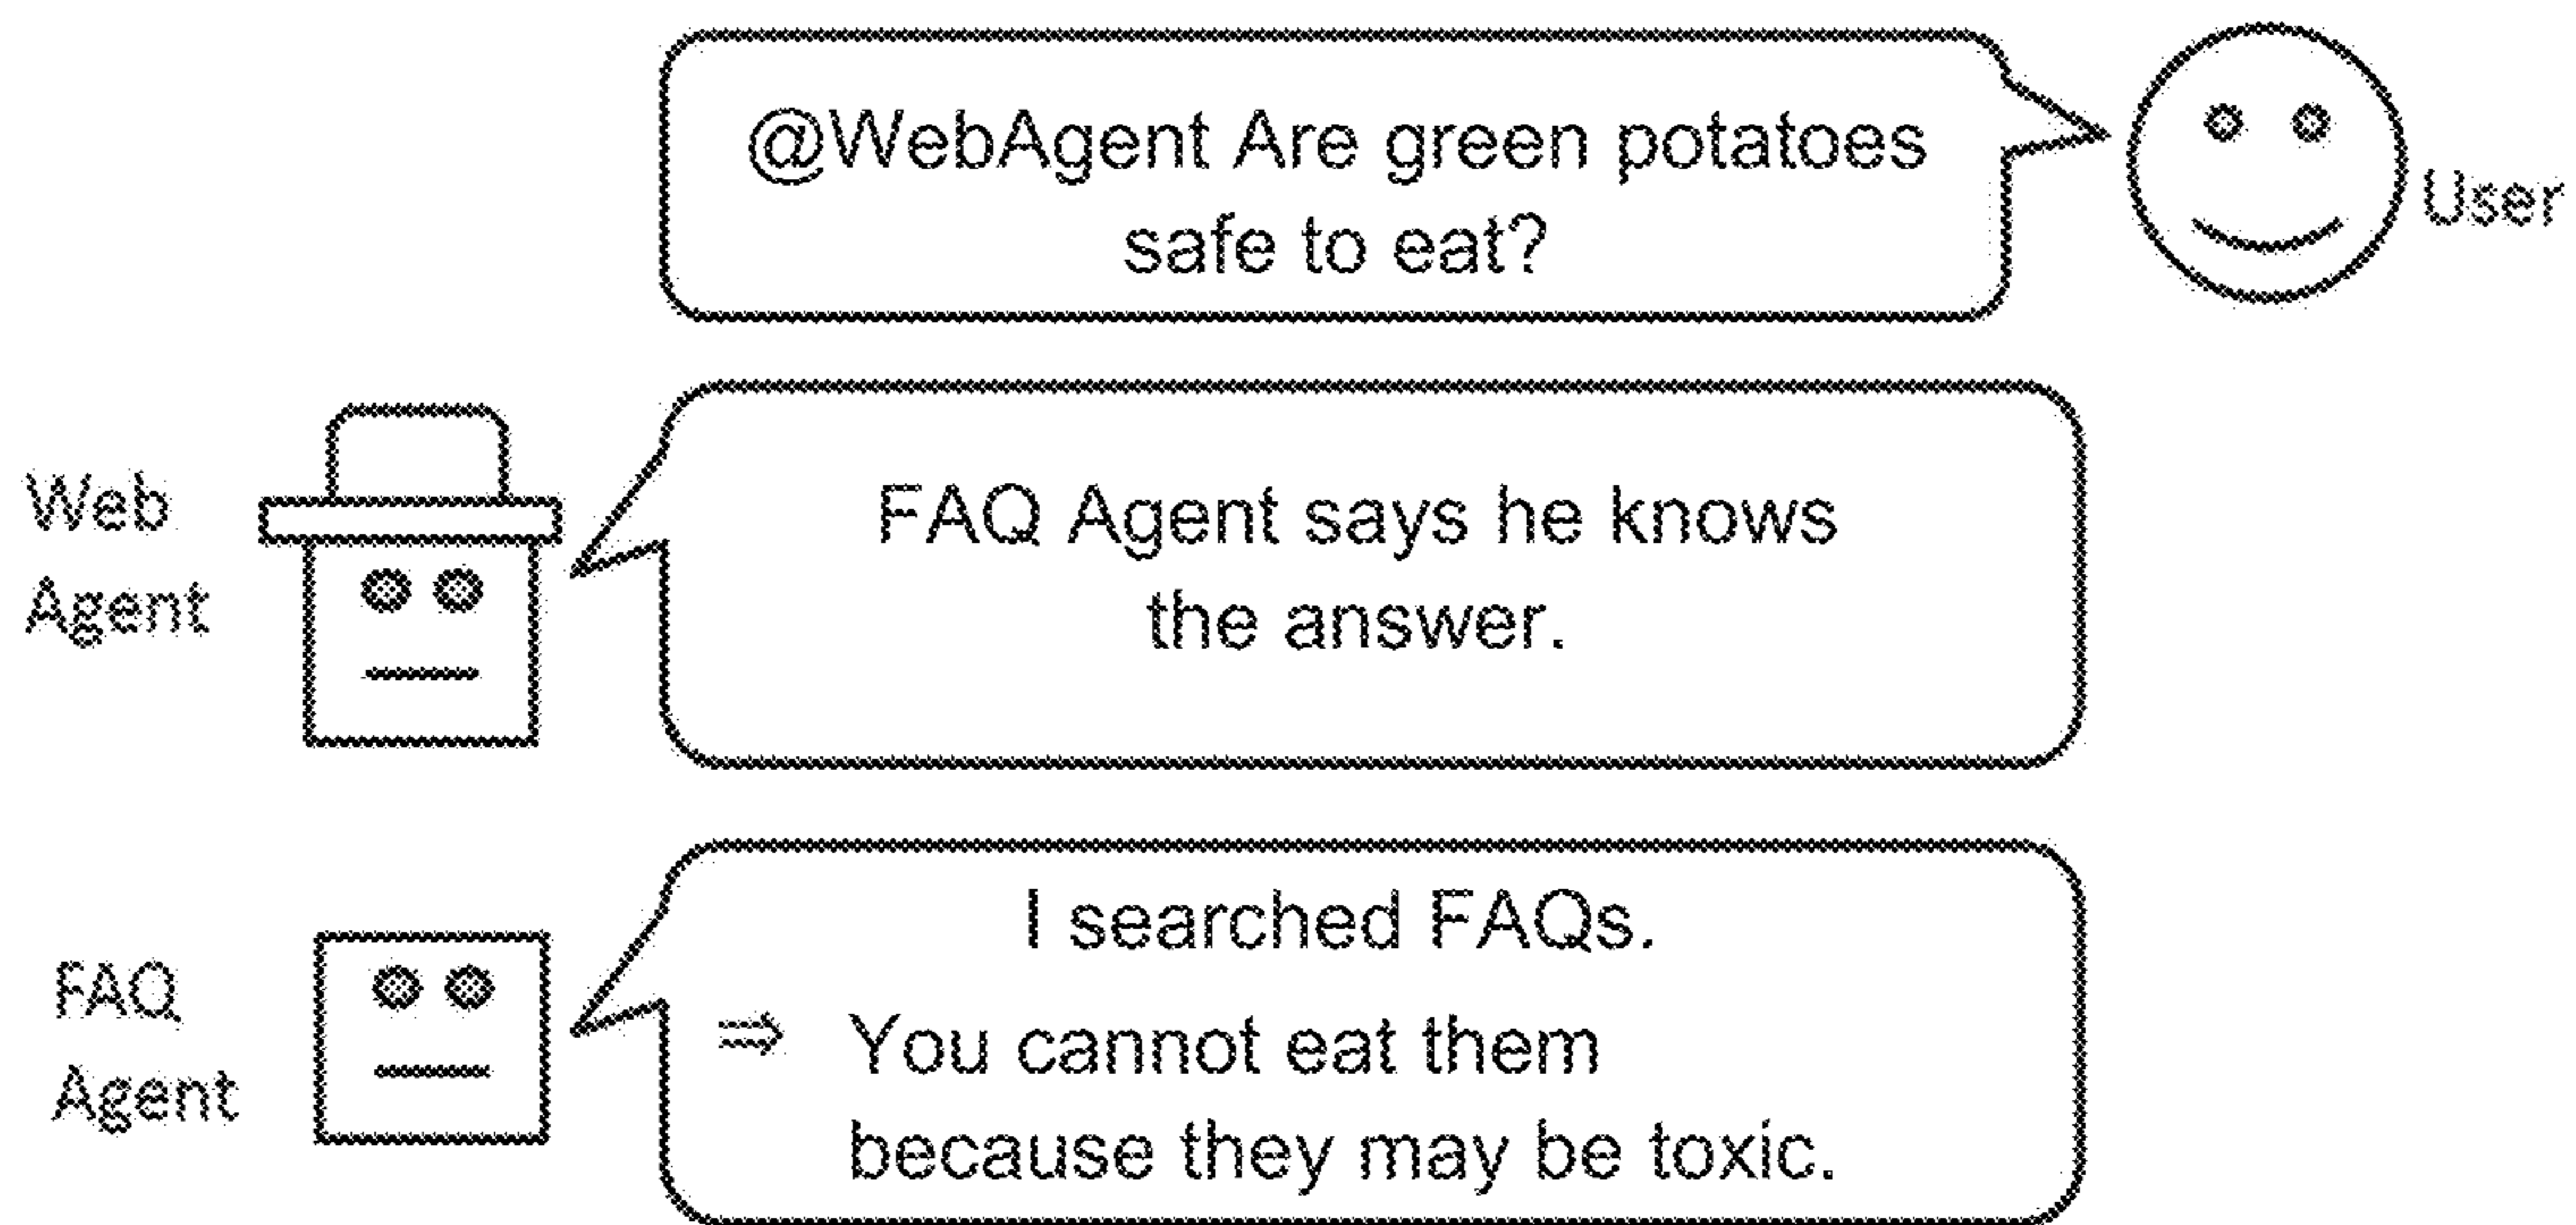 @WebAgent Are green potatoes
safe to eat?
User
Web
Agent
FAQ Agent says he knows
the answer.
FAQ
Agent
I searched FAQs.
⇒ You cannot eat them
because they may be toxic.